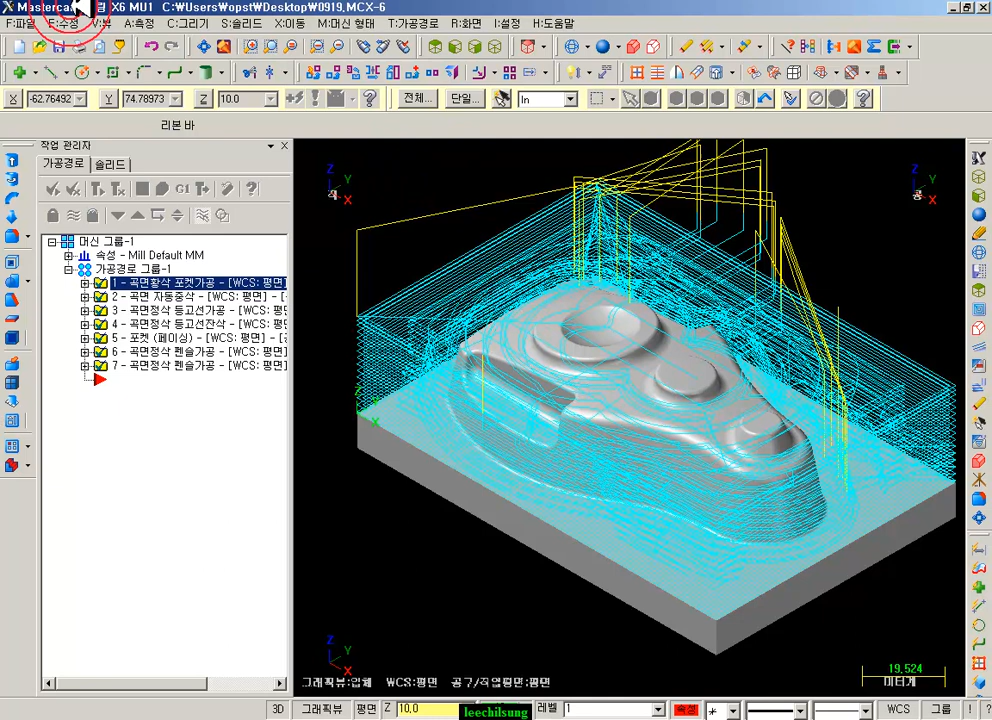 X6 MU1 C:₩Users₩opst₩Desktop₩0919.MCX-6
V:뷰 A:측정 C:그리기 S:솔리드 X:이동 M:머신 형태 T:가공경로 R:화면 I:설정 H:도움말
X -62.76492 Y 74.78973 Z 10.0 전체... 단일... In
리본 바
작업 관리자
가공경로 솔리드
G1
머신 그룹-1
속성 - Mill Default MM
가공경로 그룹-1
1 - 곡면황삭 포켓가공 - [WCS: 평면]
2 - 곡면 자동중삭 - [WCS: 평면] -
3 - 곡면정삭 등고선가공 - [WCS:
4 - 곡면정삭 등고선잔삭 - [WCS:
5 - 포켓 (페이싱) - [WCS: 평면] -
6 - 곡면정삭 펜슬가공 - [WCS: 평
7 - 곡면정삭 펜슬가공 - [WCS: 평
Z Y X
Z Y X
Z X
Z Y X
그래픽뷰:입체 WCS:평면 공구/작업평면:평면
19.524
미터계
3D 그래픽뷰 평면 Z 10.0 레벨 1 속성 WCS 그룹 ! ?
leechilsung